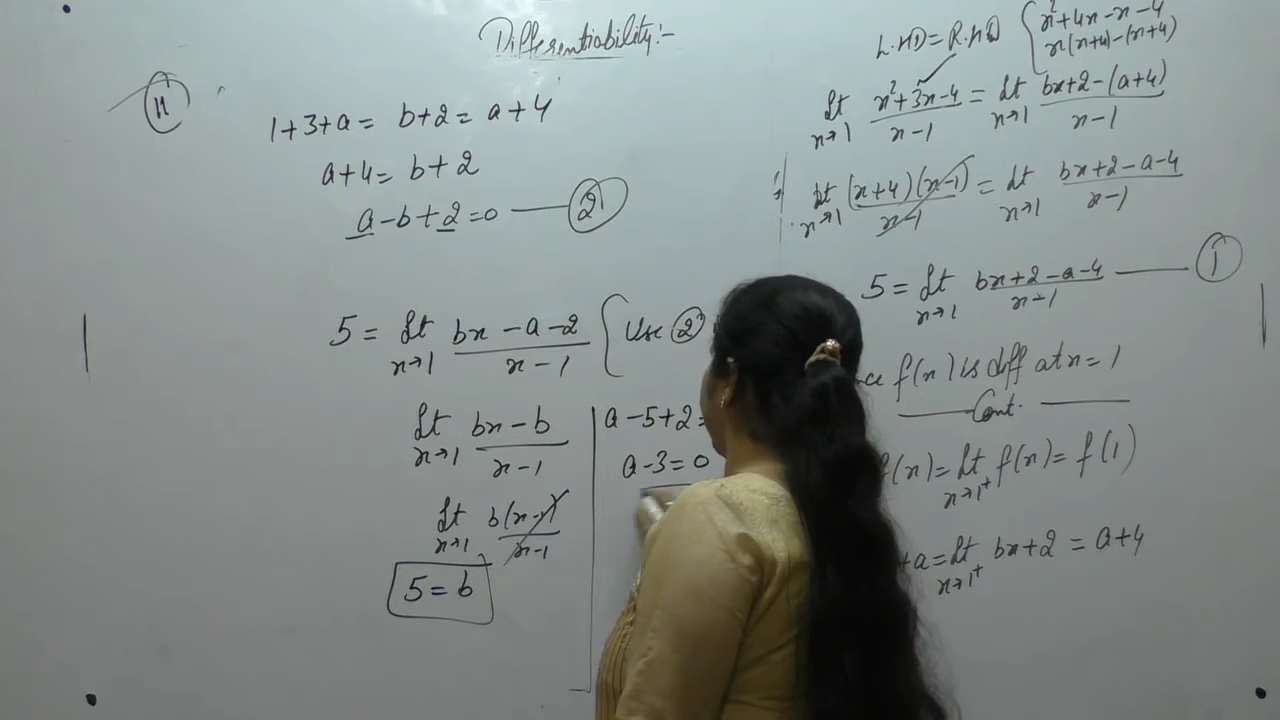 Differentiability :-
11
1+3+a = b+2 = a+4
a+4 = b+2
a-b+2=0 —— 2
5 = Lt x→1 (bx-a-2)/(x-1) { Use 2
Lt x→1 (bx-b)/(x-1)
Lt x→1 b(x-1)/(x-1)
5 = b
a-5+2=
a-3=0
L.HD = R.HD { x²+4x-x-4
x(x+4)-(x+4)
Lt x→1 (x²+3x-4)/(x-1) = Lt x→1 (bx+2-(a+4))/(x-1)
Lt x→1 (x+4)(x-1)/(x-1) = Lt x→1 (bx+2-a-4)/(x-1)
5 = Lt x→1 (bx+2-a-4)/(x-1) —— 1
f(x) is diff at x=1
Cont.
f(x) = Lt x→1⁺ f(x) = f(1)
+a = Lt x→1⁺ bx+2 = a+4